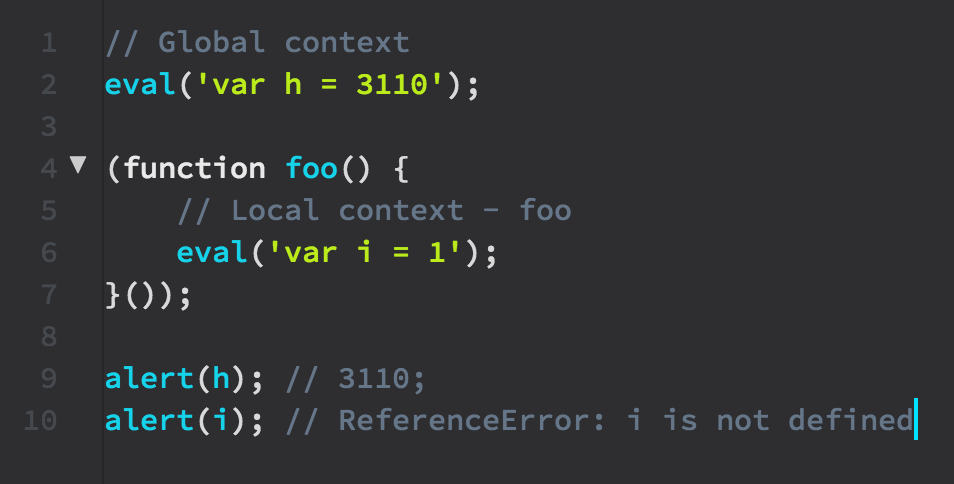 1 // Global context
2 eval('var h = 3110');
3
4 (function foo() {
5     // Local context - foo
6     eval('var i = 1');
7 }());
8
9 alert(h); // 3110;
10 alert(i); // ReferenceError: i is not defined